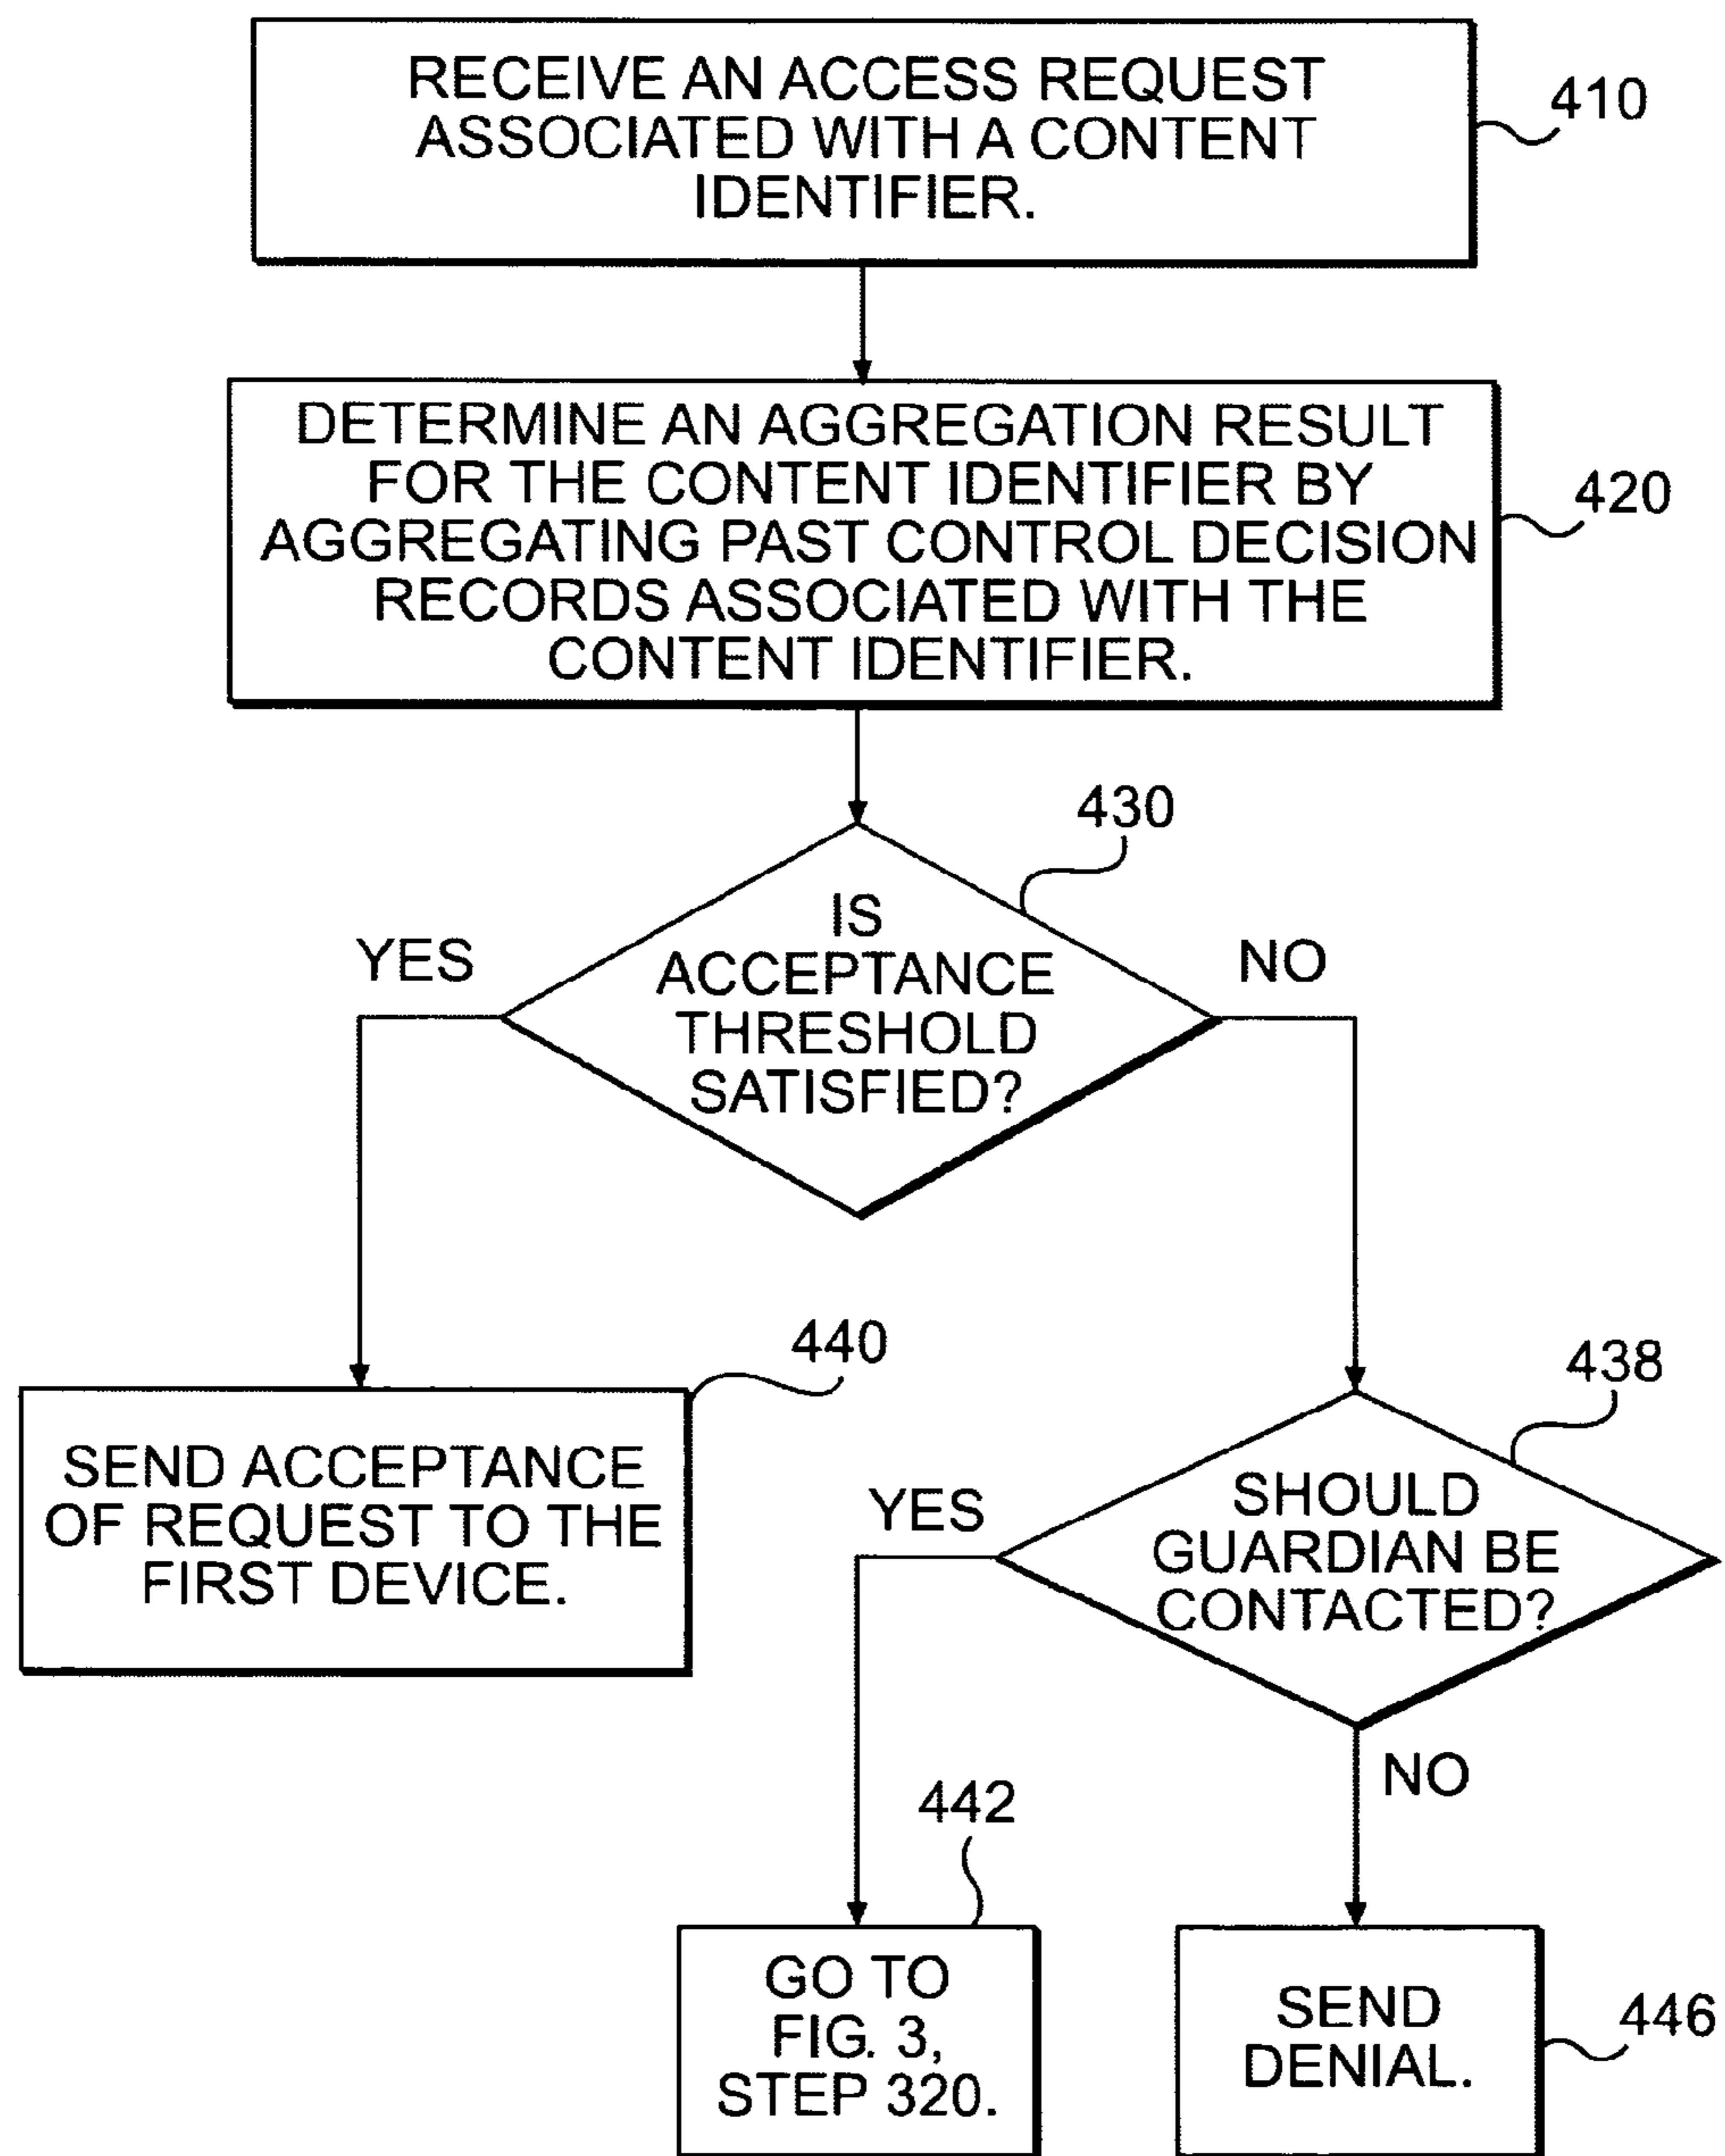 RECEIVE AN ACCESS REQUEST
ASSOCIATED WITH A CONTENT
IDENTIFIER.
410
DETERMINE AN AGGREGATION RESULT
FOR THE CONTENT IDENTIFIER BY
AGGREGATING PAST CONTROL DECISION
RECORDS ASSOCIATED WITH THE
CONTENT IDENTIFIER.
420
430
YES
IS
ACCEPTANCE
THRESHOLD
SATISFIED?
NO
440
SEND ACCEPTANCE
OF REQUEST TO THE
FIRST DEVICE.
438
YES
SHOULD
GUARDIAN BE
CONTACTED?
NO
442
GO TO
FIG. 3,
STEP 320.
SEND
DENIAL.
446